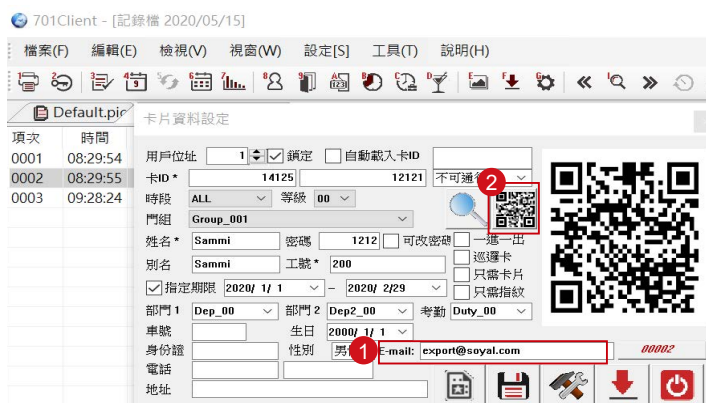 701Client - [記錄檔 2020/05/15]
檔案(F) 編輯(E) 檢視(V) 視窗(W) 設定[S] 工具(T) 說明(H)
Default.pic
卡片資料設定
項次 時間
0001 08:29:54
0002 08:29:55
0003 09:28:24
用戶位址 1 鎖定 自動載入卡ID
卡ID * 14125 12121 不可通行
時段 ALL 等級 00
2
門組 Group_001
姓名 * Sammi 密碼 1212 可改密碼 一進一出
別名 Sammi 工號 * 200 巡邏卡
只需卡片
指定期限 2020/ 1/ 1 – 2020/ 2/29 只需指紋
部門 1 Dep_00 部門 2 Dep2_00 考勤 Duty_00
車號 生日 2000/ 1/ 1
身份證 性別 男 1 E-mail: export@soyal.com 00002
電話
地址